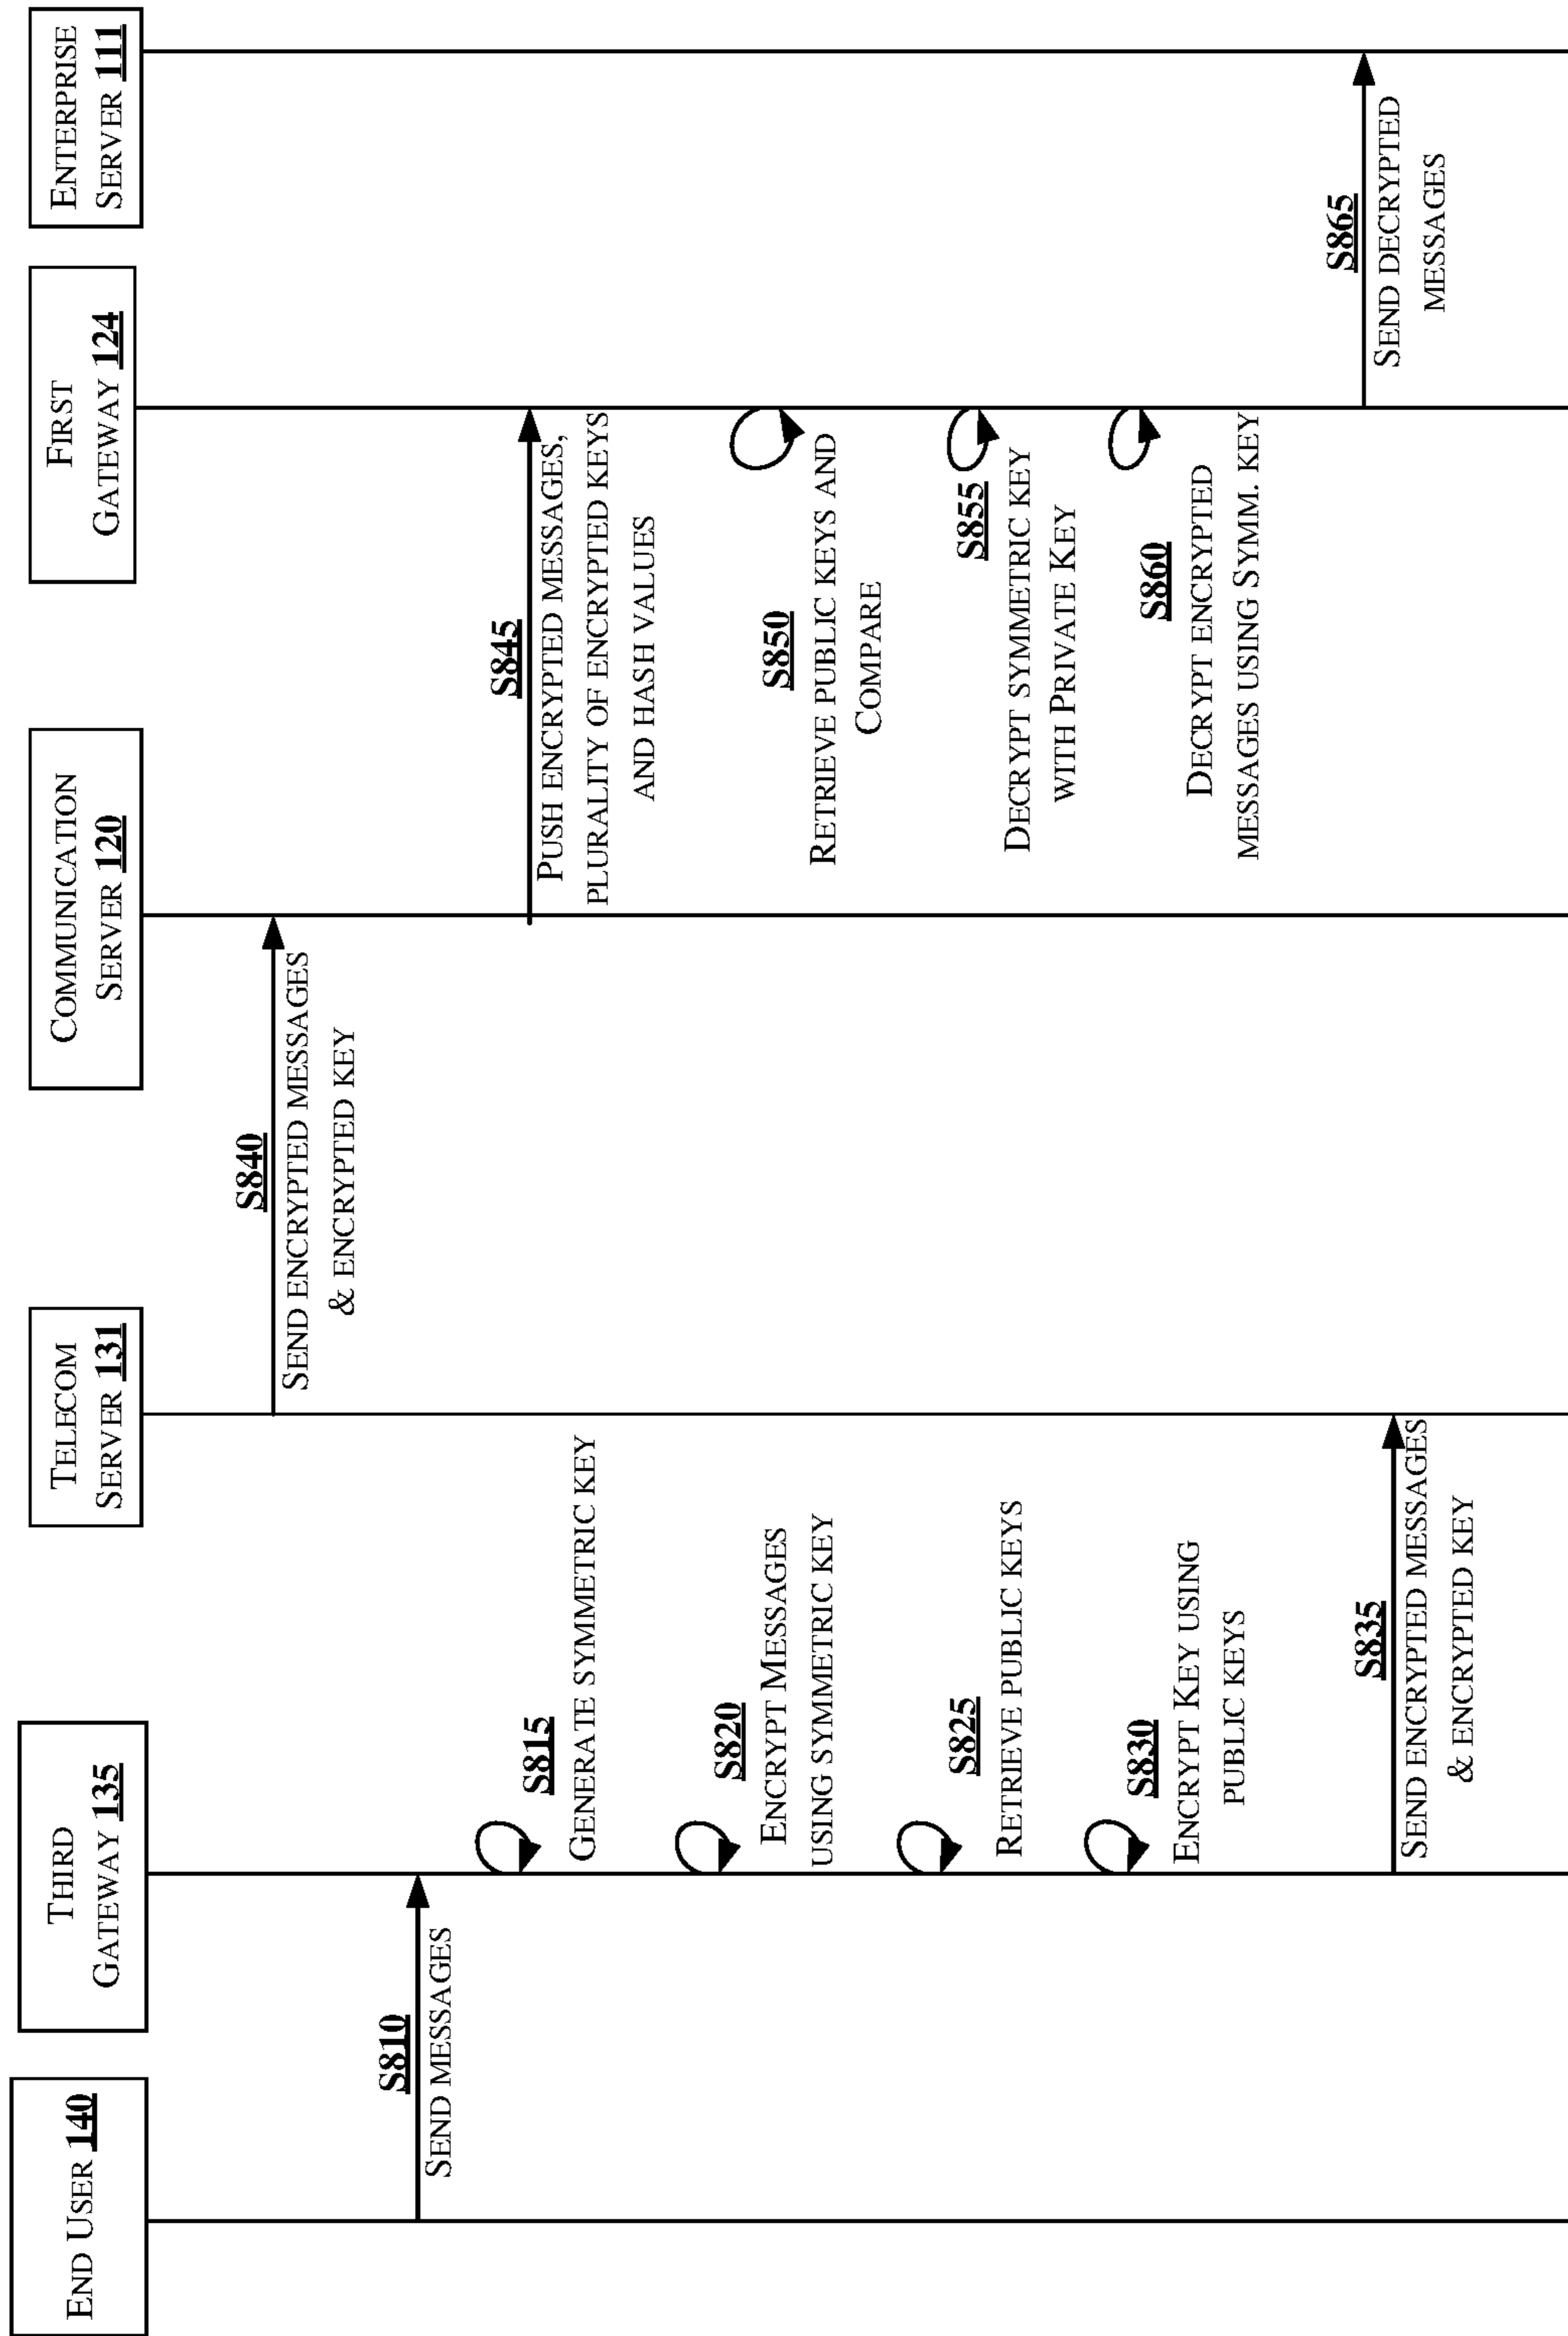 END USER 140
THIRD
GATEWAY 135
TELECOM
SERVER 131
COMMUNICATION
SERVER 120
FIRST
GATEWAY 124
ENTERPRISE
SERVER 111
S810
SEND MESSAGES
S815
GENERATE SYMMETRIC KEY
S820
ENCRYPT MESSAGES
USING SYMMETRIC KEY
S825
RETRIEVE PUBLIC KEYS
S830
ENCRYPT KEY USING
PUBLIC KEYS
S835
SEND ENCRYPTED MESSAGES
& ENCRYPTED KEY
S840
SEND ENCRYPTED MESSAGES
& ENCRYPTED KEY
S845
PUSH ENCRYPTED MESSAGES,
PLURALITY OF ENCRYPTED KEYS
AND HASH VALUES
S850
RETRIEVE PUBLIC KEYS AND
COMPARE
S855
DECRYPT SYMMETRIC KEY
WITH PRIVATE KEY
S860
DECRYPT ENCRYPTED
MESSAGES USING SYMM. KEY
S865
SEND DECRYPTED
MESSAGES